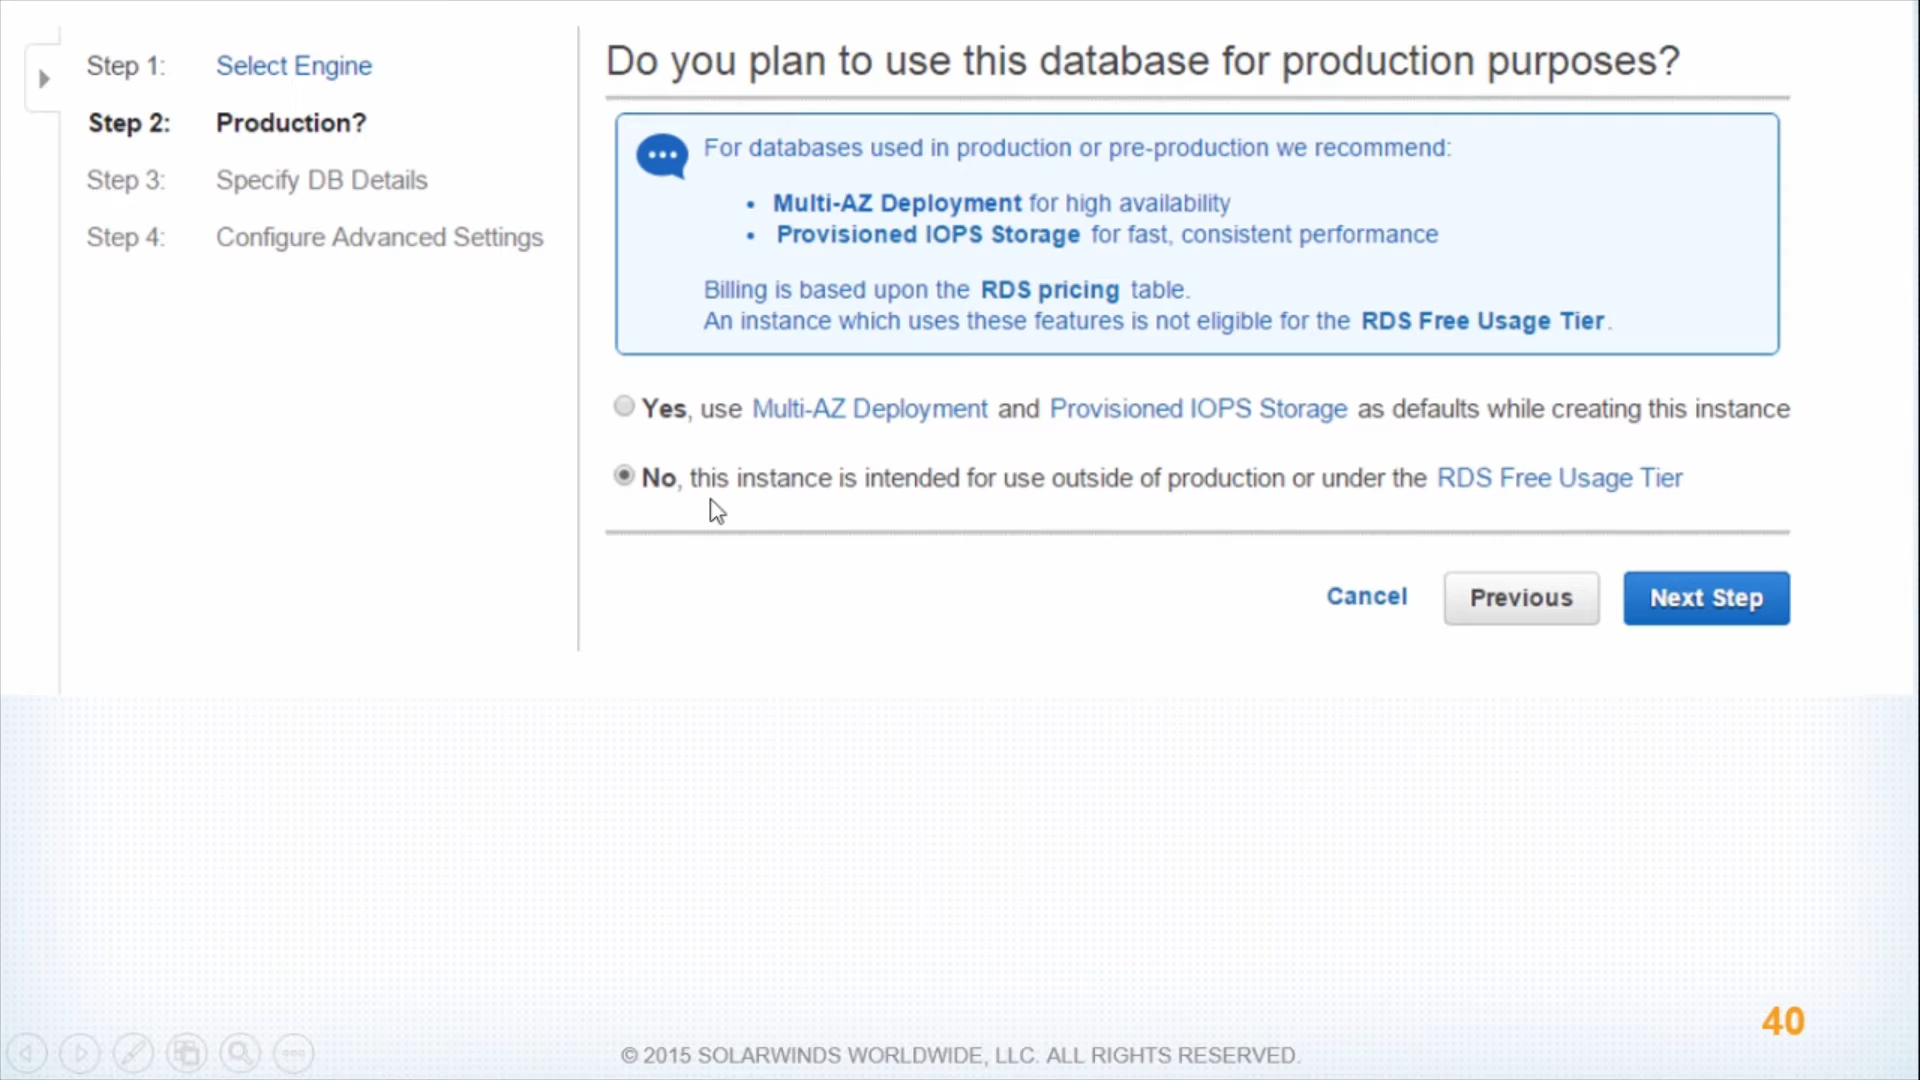 Step 1: Select Engine
Step 2: Production?
Step 3: Specify DB Details
Step 4: Configure Advanced Settings
Do you plan to use this database for production purposes?
For databases used in production or pre-production we recommend:
• Multi-AZ Deployment for high availability
• Provisioned IOPS Storage for fast, consistent performance
Billing is based upon the RDS pricing table.
An instance which uses these features is not eligible for the RDS Free Usage Tier.
Yes, use Multi-AZ Deployment and Provisioned IOPS Storage as defaults while creating this instance
No, this instance is intended for use outside of production or under the RDS Free Usage Tier
Cancel Previous Next Step
40
© 2015 SOLARWINDS WORLDWIDE, LLC. ALL RIGHTS RESERVED.